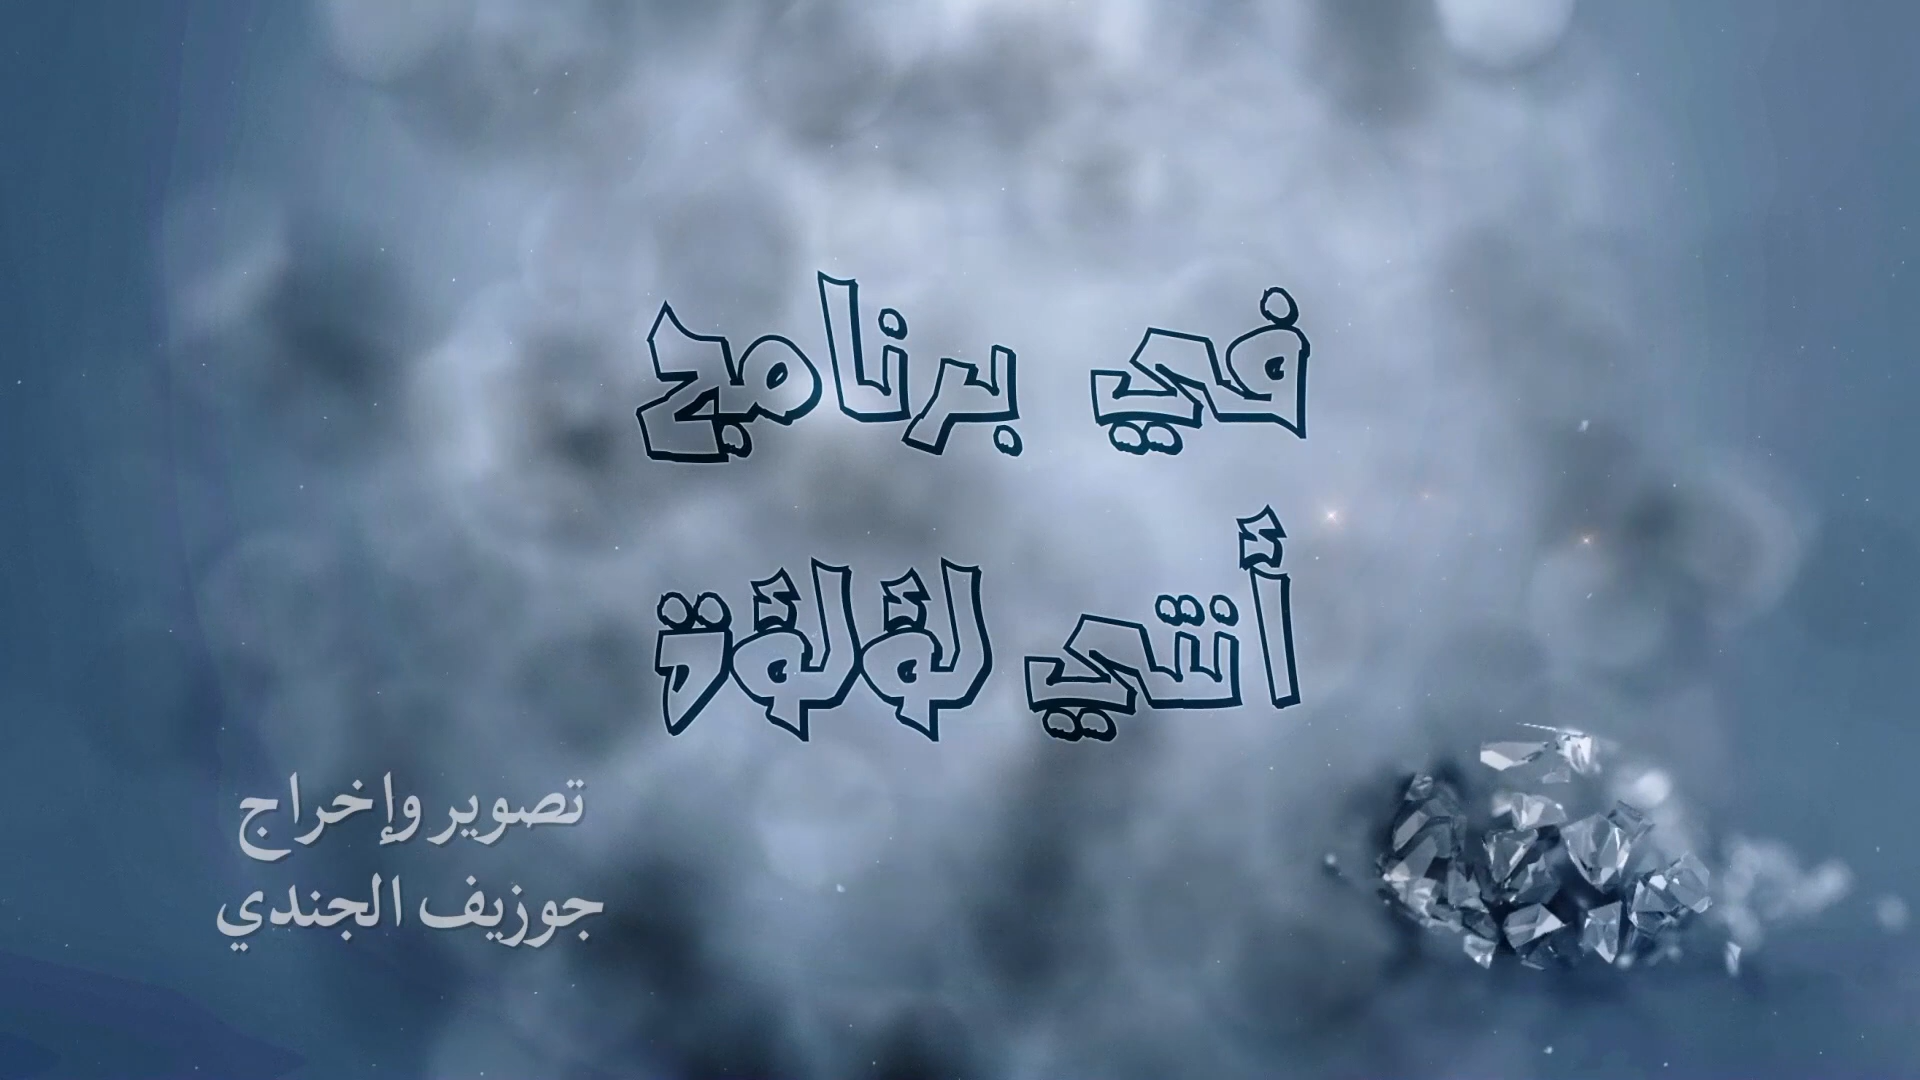 في برنامج
أنتي لؤلؤة
تصوير وإخراج
جوزيف الجندي